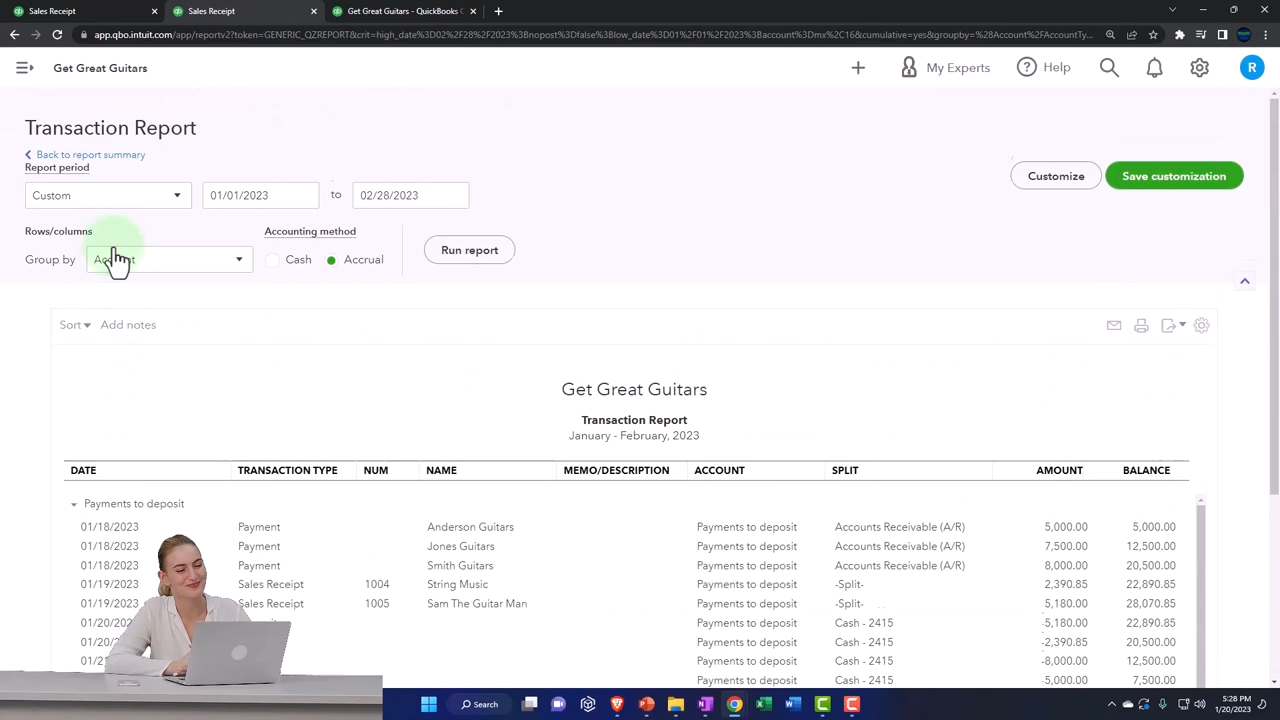 Sales Receipt
Sales Receipt
Get Great Guitars - QuickBooks
app.qbo.intuit.com/app/reportv2?token=GENERIC_QZREPORT&crit=high_date%3D02%2F28%2F2023%3Bnopost%3Dfalse%3Blow_date%3D01%2F01%2F2023%3Baccount%3Dmx%2C16&cumulative=yes&groupby=%28Account%2FAccountTy...
Get Great Guitars
My Experts
Help
R
Transaction Report
Back to report summary
Report period
Custom
01/01/2023
to
02/28/2023
Customize
Save customization
Rows/columns
Accounting method
Group by
Cash
Accrual
Run report
Sort
Add notes
Get Great Guitars
Transaction Report
January - February, 2023
DATE TRANSACTION TYPE NUM NAME MEMO/DESCRIPTION ACCOUNT SPLIT AMOUNT BALANCE
Payments to deposit
01/18/2023 Payment Anderson Guitars Payments to deposit Accounts Receivable (A/R) 5,000.00 5,000.00
01/18/2023 Payment Jones Guitars Payments to deposit Accounts Receivable (A/R) 7,500.00 12,500.00
01/18/2023 Payment Smith Guitars Payments to deposit Accounts Receivable (A/R) 8,000.00 20,500.00
01/19/2023 Sales Receipt 1004 String Music Payments to deposit -Split- 2,390.85 22,890.85
01/19/2023 Sales Receipt 1005 Sam The Guitar Man Payments to deposit -Split- 5,180.00 28,070.85
Payments to deposit Cash - 2415 -5,180.00 22,890.85
Payments to deposit Cash - 2415 -2,390.85 20,500.00
Payments to deposit Cash - 2415 -8,000.00 12,500.00
Payments to deposit Cash - 2415 -5,000.00 7,500.00
Search
5:28 PM
1/20/2023